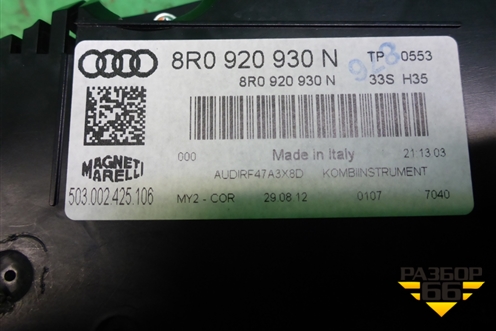 8R0 920 930 N TP 0553
923
8R0 920 930 N 33S H35
000 Made in Italy 21:13:03
MAGNETI MARELLI
AUDIRF47A3X8D KOMBIINSTRUMENT
503.002.425.106 MY2 - COR 29.08.12 0107 7040
РАЗБОР
66